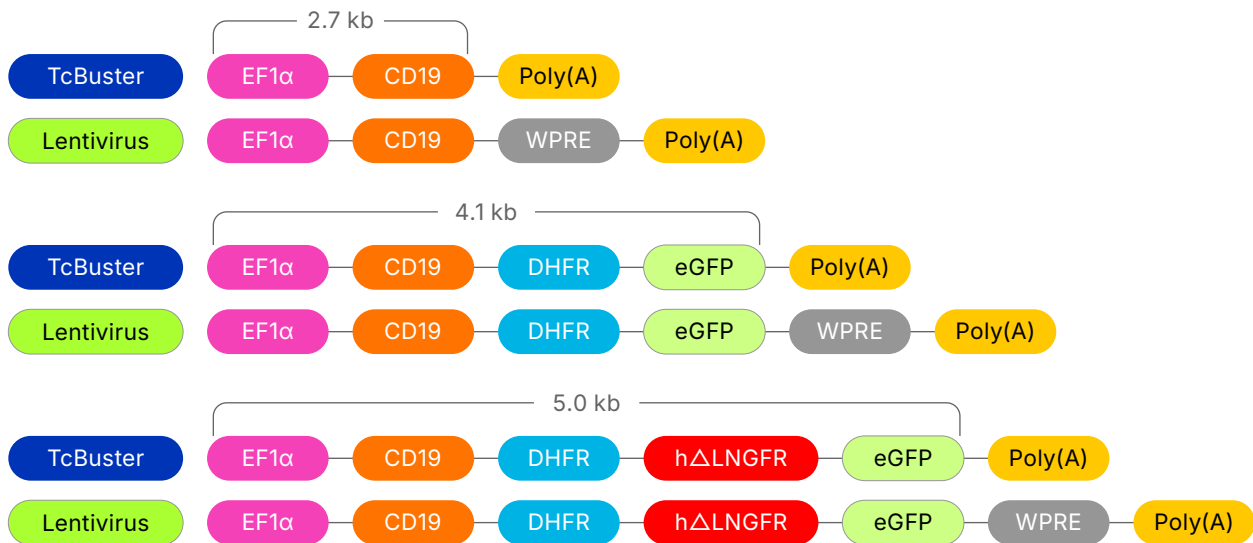 2.7 kb
TcBuster EF1α CD19 Poly(A)
Lentivirus EF1α CD19 WPRE Poly(A)
4.1 kb
TcBuster EF1α CD19 DHFR eGFP Poly(A)
Lentivirus EF1α CD19 DHFR eGFP WPRE Poly(A)
5.0 kb
TcBuster EF1α CD19 DHFR h△LNGFR eGFP Poly(A)
Lentivirus EF1α CD19 DHFR h△LNGFR eGFP WPRE Poly(A)